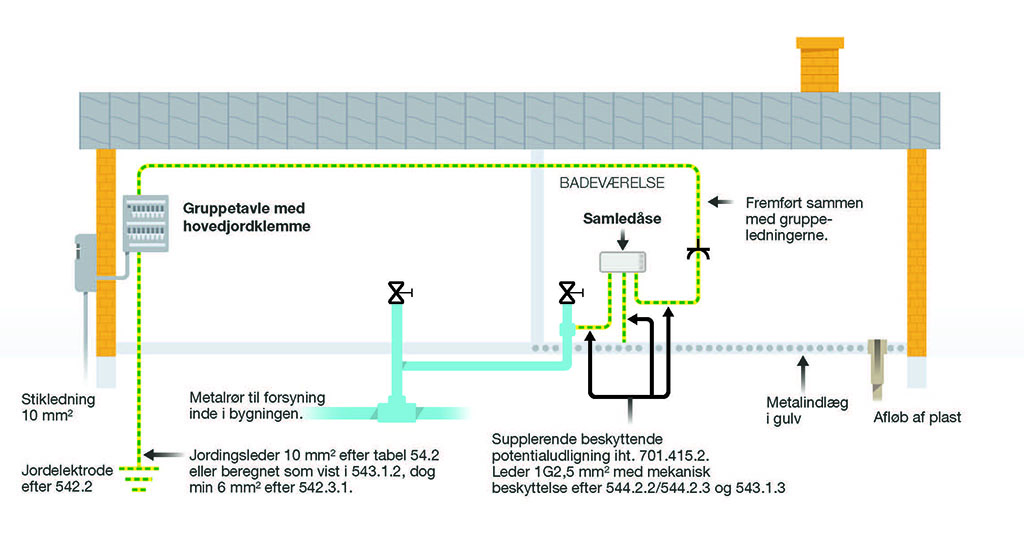 BADEVÆRELSE
Gruppetavle med
hovedjordklemme
Samledåse
Fremført sammen
med gruppe-
ledningerne.
Stikledning
10 mm²
Metalrør til forsyning
inde i bygningen.
Metalindlæg
i gulv
Afløb af plast
Jordelektrode
efter 542.2
Jordingsleder 10 mm² efter tabel 54.2
eller beregnet som vist i 543.1.2, dog
min 6 mm² efter 542.3.1.
Supplerende beskyttende
potentialudligning iht. 701.415.2.
Leder 1G2,5 mm² med mekanisk
beskyttelse efter 544.2.2/544.2.3 og 543.1.3